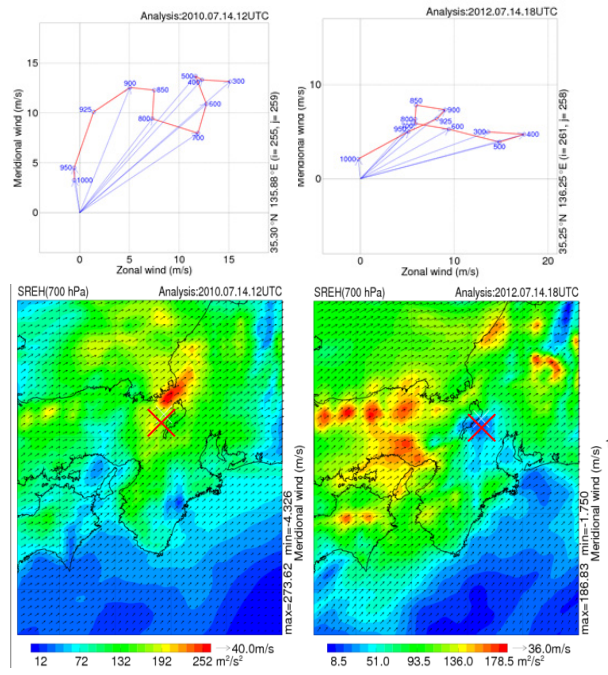 Analysis:2010.07.14.12UTC
Meridional wind (m/s)
15
10
5
0
500
400
300
900
850
925
600
800
700
950
1000
0
5
10
15
Zonal wind (m/s)
35.30°N 135.88°E (i= 255, j= 259)
Analysis:2012.07.14.18UTC
Meridional wind (m/s)
10
0
850
900
800
925
950
600
300
400
500
1000
0
10
20
Zonal wind (m/s)
35.25°N 136.25°E (i= 261, j= 258)
SREH(700 hPa)
Analysis:2010.07.14.12UTC
Meridional wind (m/s)
max=273.62 min=-4.326
40.0m/s
12
72
132
192
252
m²/s²
SREH(700 hPa)
Analysis:2012.07.14.18UTC
Meridional wind (m/s)
max=186.83 min=-1.750
36.0m/s
8.5
51.0
93.5
136.0
178.5
m²/s²